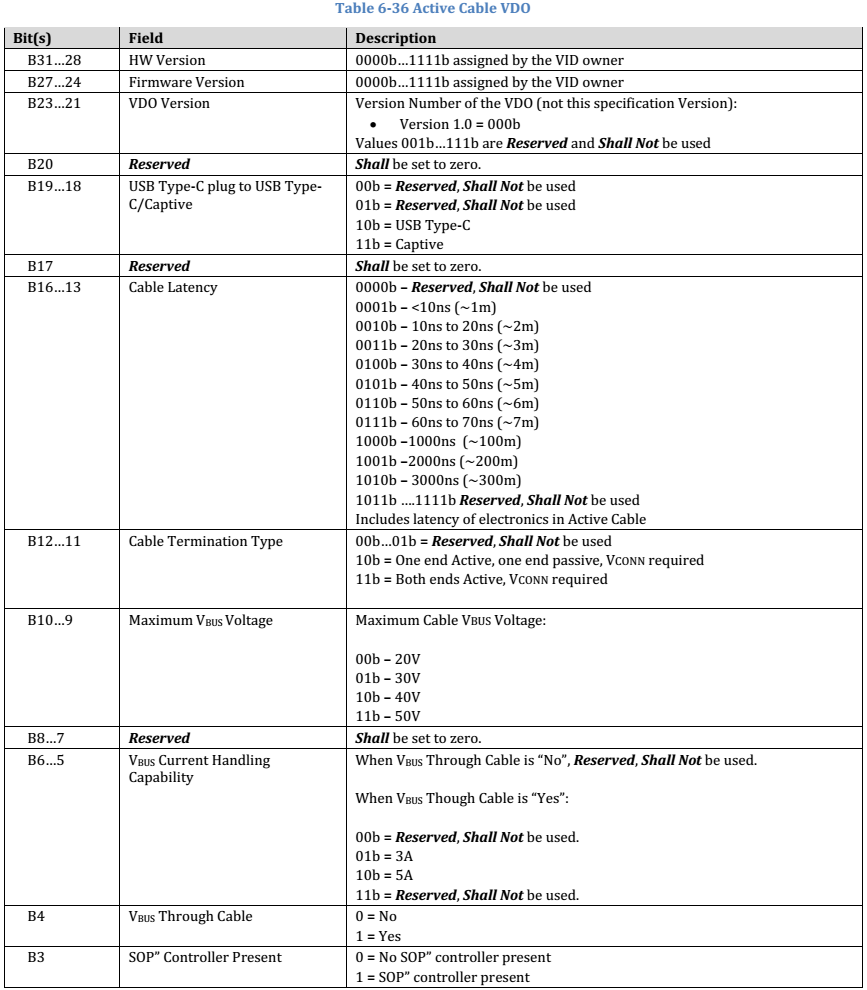 Table 6-36 Active Cable VDO
Bit(s) Field Description
B31...28 HW Version 0000b...1111b assigned by the VID owner
B27...24 Firmware Version 0000b...1111b assigned by the VID owner
B23...21 VDO Version Version Number of the VDO (not this specification Version):
• Version 1.0 = 000b
Values 001b...111b are Reserved and Shall Not be used
B20 Reserved Shall be set to zero.
B19...18 USB Type-C plug to USB Type- 00b = Reserved, Shall Not be used
C/Captive 01b = Reserved, Shall Not be used
10b = USB Type-C
11b = Captive
B17 Reserved Shall be set to zero.
B16...13 Cable Latency 0000b – Reserved, Shall Not be used
0001b – <10ns (~1m)
0010b – 10ns to 20ns (~2m)
0011b – 20ns to 30ns (~3m)
0100b – 30ns to 40ns (~4m)
0101b – 40ns to 50ns (~5m)
0110b – 50ns to 60ns (~6m)
0111b – 60ns to 70ns (~7m)
1000b –1000ns (~100m)
1001b –2000ns (~200m)
1010b – 3000ns (~300m)
1011b ....1111b Reserved, Shall Not be used
Includes latency of electronics in Active Cable
B12...11 Cable Termination Type 00b...01b = Reserved, Shall Not be used
10b = One end Active, one end passive, VCONN required
11b = Both ends Active, VCONN required
B10...9 Maximum VBUS Voltage Maximum Cable VBUS Voltage:
00b – 20V
01b – 30V
10b – 40V
11b – 50V
B8...7 Reserved Shall be set to zero.
B6...5 VBUS Current Handling When VBUS Through Cable is “No”, Reserved, Shall Not be used.
Capability
When VBUS Though Cable is “Yes”:
00b = Reserved, Shall Not be used.
01b = 3A
10b = 5A
11b = Reserved, Shall Not be used.
B4 VBUS Through Cable 0 = No
1 = Yes
B3 SOP” Controller Present 0 = No SOP” controller present
1 = SOP” controller present